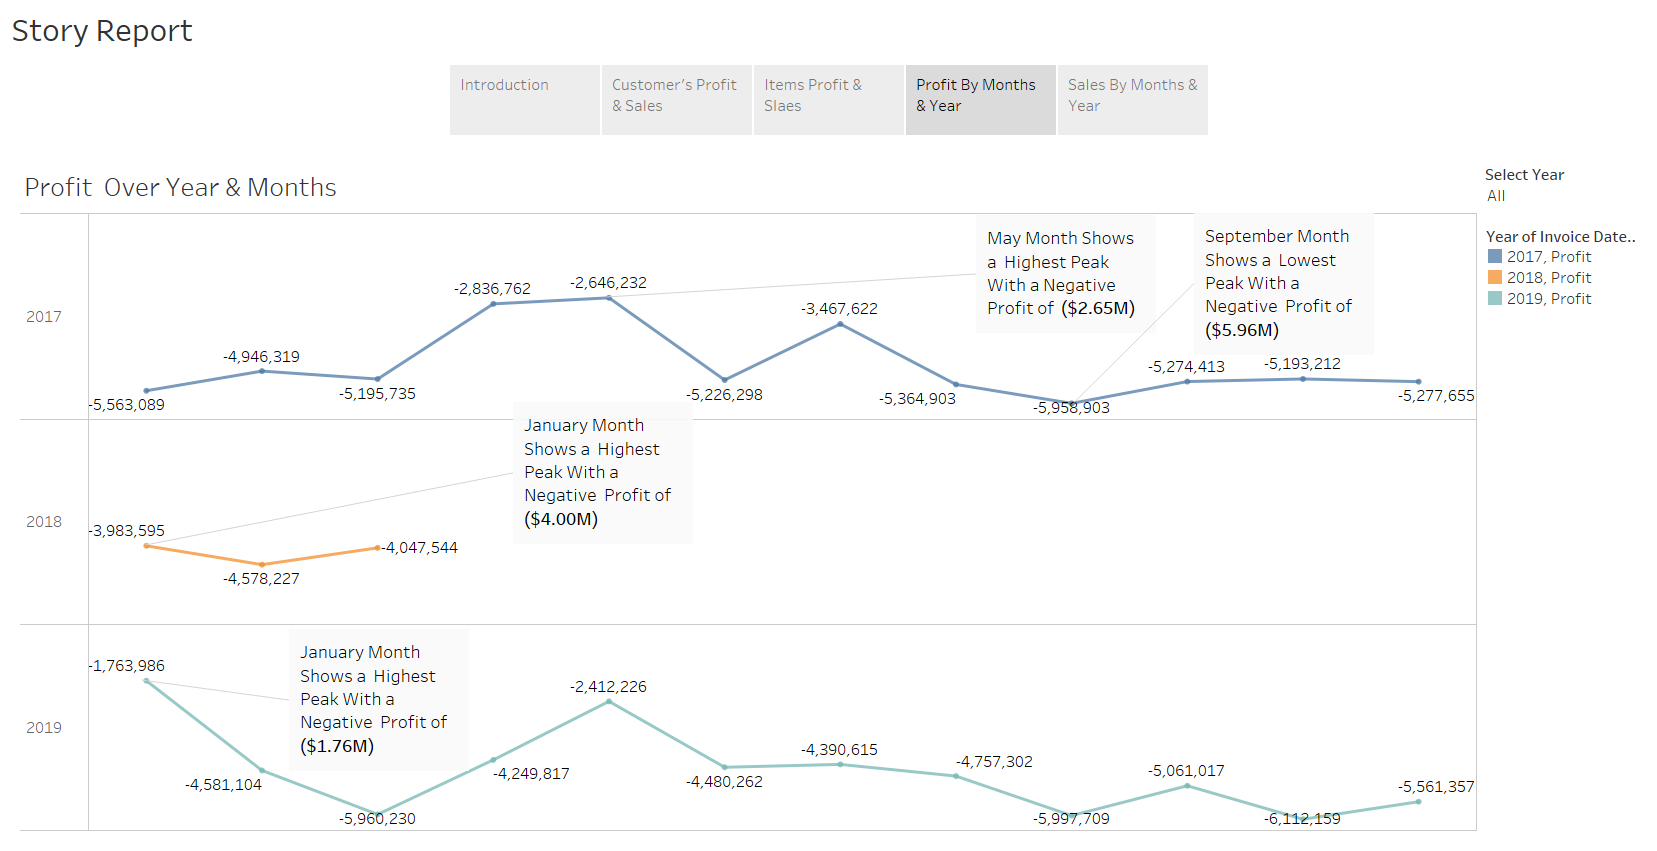 Story Report
Introduction
Customer's Profit
& Sales
Items Profit &
Slaes
Profit By Months
& Year
Sales By Months &
Year
Profit Over Year & Months
Select Year
All
Year of Invoice Date..
2017, Profit
2018, Profit
2019, Profit
2017
-5,563,089
-4,946,319
-5,195,735
-2,836,762
-2,646,232
-5,226,298
-3,467,622
-5,364,903
-5,958,903
-5,274,413
-5,193,212
-5,277,655
May Month Shows
a Highest Peak
With a Negative
Profit of ($2.65M)
September Month
Shows a Lowest
Peak With a
Negative Profit of
($5.96M)
2018
-3,983,595
-4,578,227
-4,047,544
January Month
Shows a Highest
Peak With a
Negative Profit of
($4.00M)
2019
-1,763,986
-4,581,104
-5,960,230
-4,249,817
-2,412,226
-4,480,262
-4,390,615
-4,757,302
-5,997,709
-5,061,017
-6,112,159
-5,561,357
January Month
Shows a Highest
Peak With a
Negative Profit of
($1.76M)